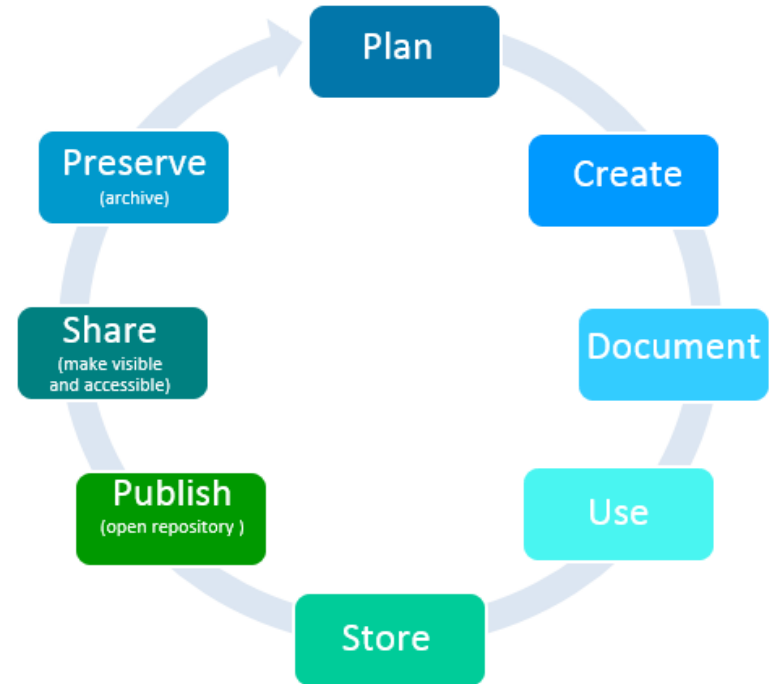 Plan
Create
Document
Use
Store
Publish
(open repository )
Share
(make visible
and accessible)
Preserve
(archive)